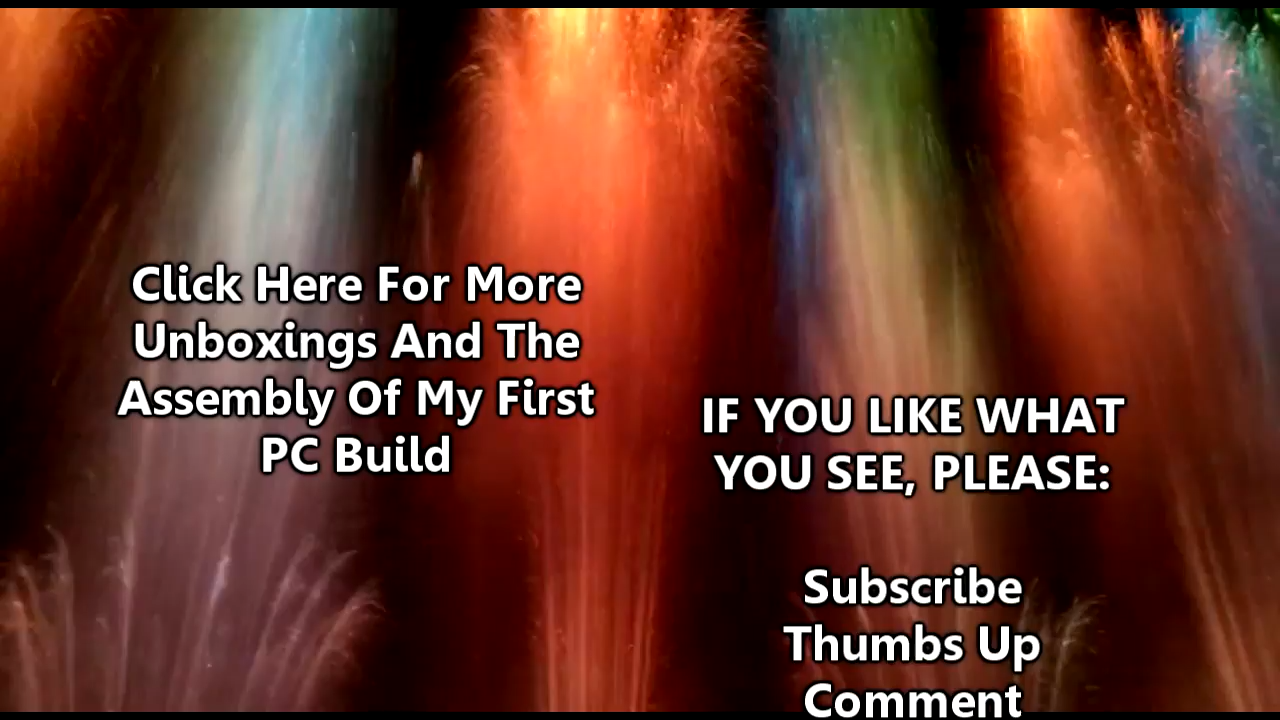 Click Here For More
Unboxings And The
Assembly Of My First
PC Build
IF YOU LIKE WHAT
YOU SEE, PLEASE:
Subscribe
Thumbs Up
Comment